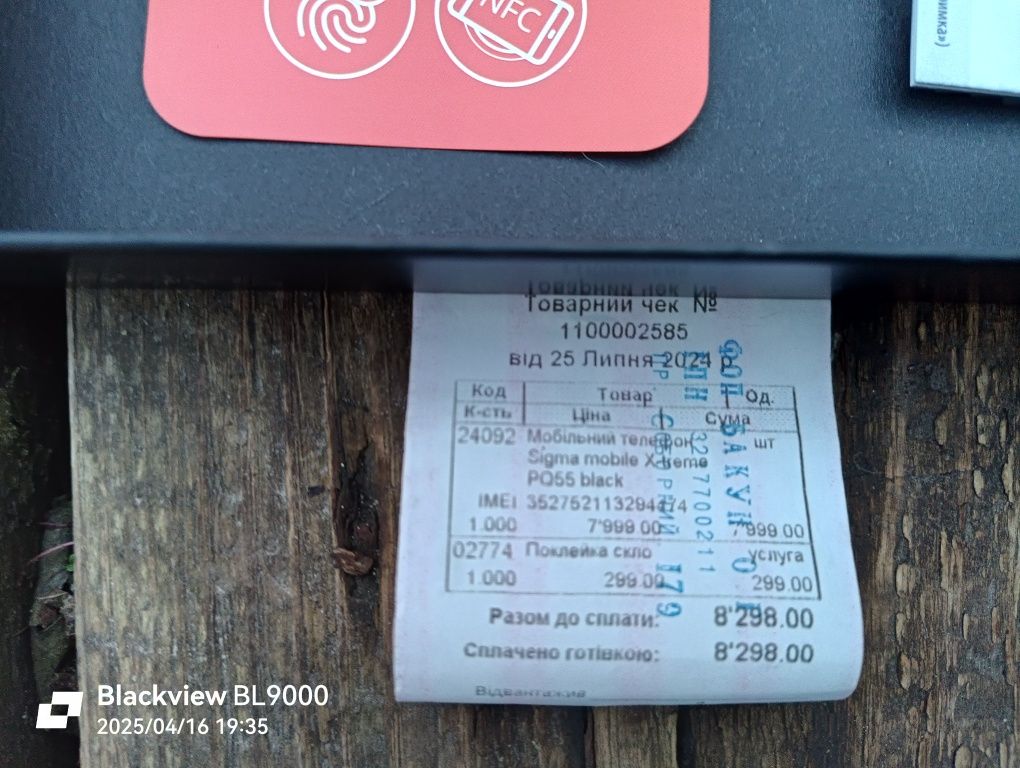 NFC
Товарний чек №
1100002585
від 25 Липня 2024 р.
Код Товар Од.
К-сть Ціна Сума
24092 Мобільний телефон шт
Sigma mobile X-treme
PQ55 black
IMEI
1.000 7'999.00 7'999.00
02774 Поклейка скло услуга
1.000 299.00 299.00
Разом до сплати: 8'298.00
Сплачено готівкою: 8'298.00
Відвантажив
ФОП БАКУН О Г
Blackview BL9000
2025/04/16 19:35